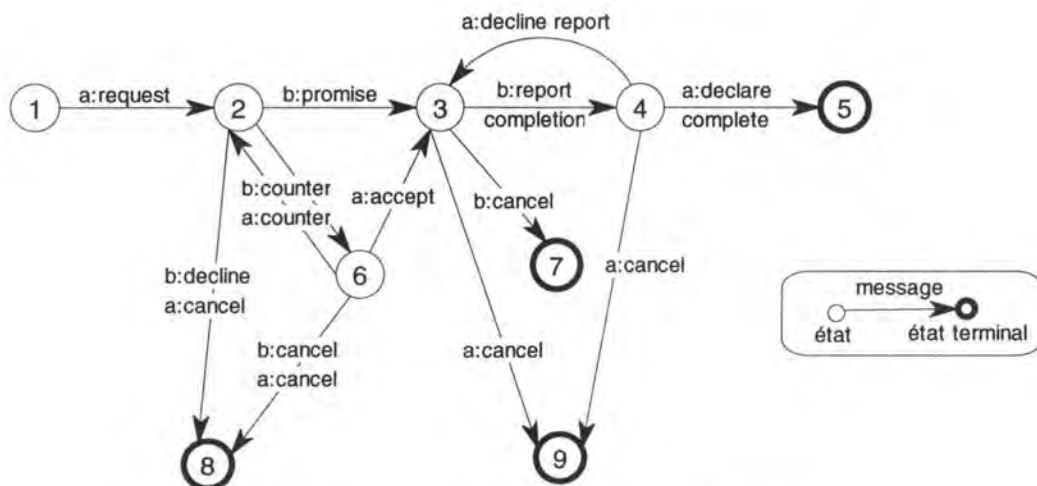 a:decline report
1
a:request
2
b:promise
3
b:report
completion
4
a:declare
complete
5
b:counter
a:counter
a:accept
b:cancel
6
7
a:cancel
b:decline
a:cancel
b:cancel
a:cancel
a:cancel
8
9
message
état
état terminal